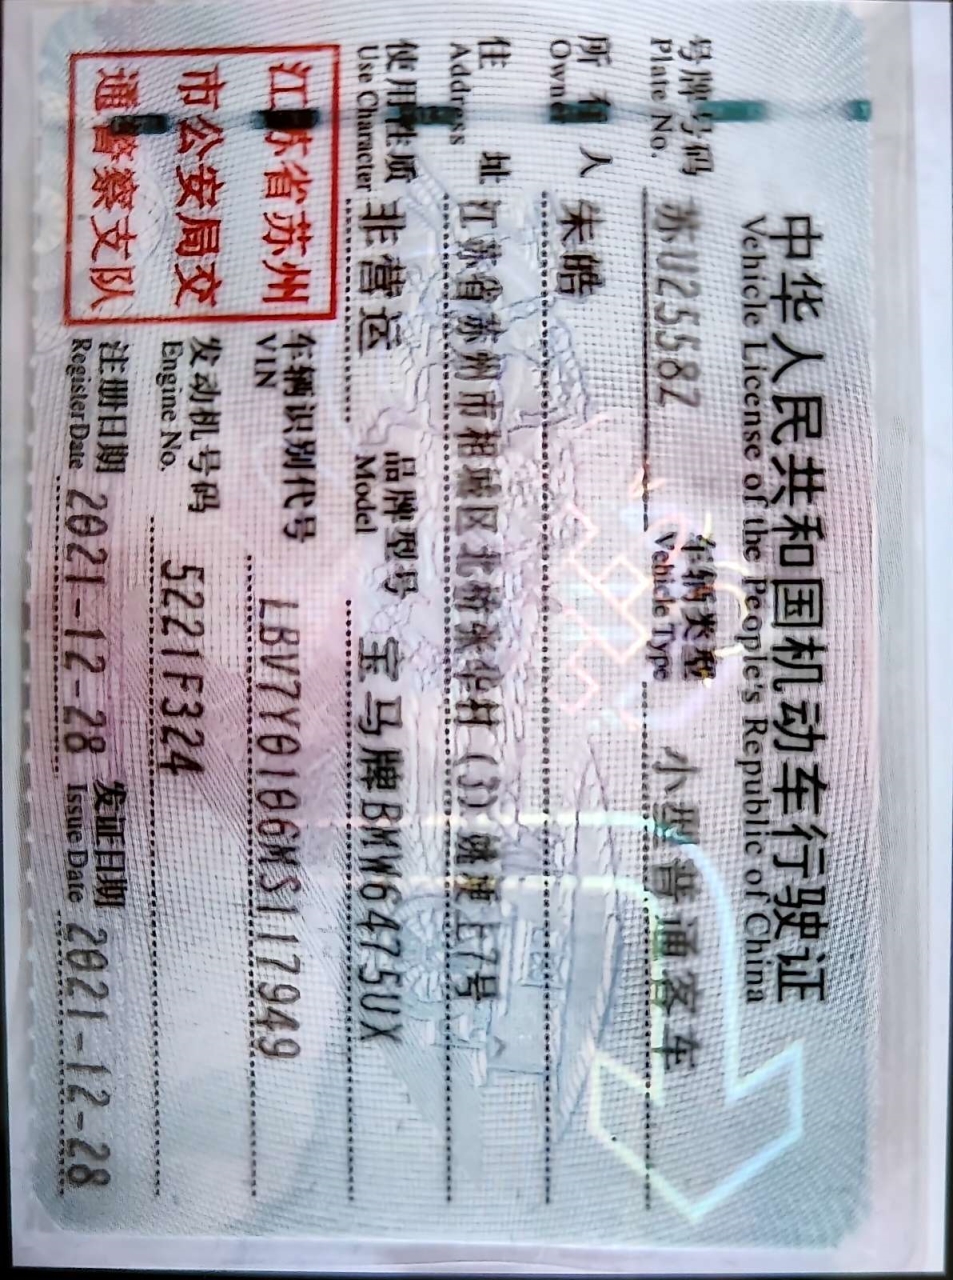 中华人民共和国机动车行驶证
Vehicle License of the People's Republic of China
号牌号码 苏U2558Z 车辆类型 小型普通客车
Plate No. Vehicle Type
所有人 朱皓
Owner
住址 江苏省苏州市相城区北桥 村(3) 上7号
Address
使用性质 非营运 品牌型号 宝马牌BMW6475UX
Use Character Model
江苏省苏州
市公安局交
通警察支队
车辆识别代号 LBV7Y0106MS117949
VIN
发动机号码 5221F324
Engine No.
注册日期 2021-12-28 发证日期 2021-12-28
Register Date Issue Date